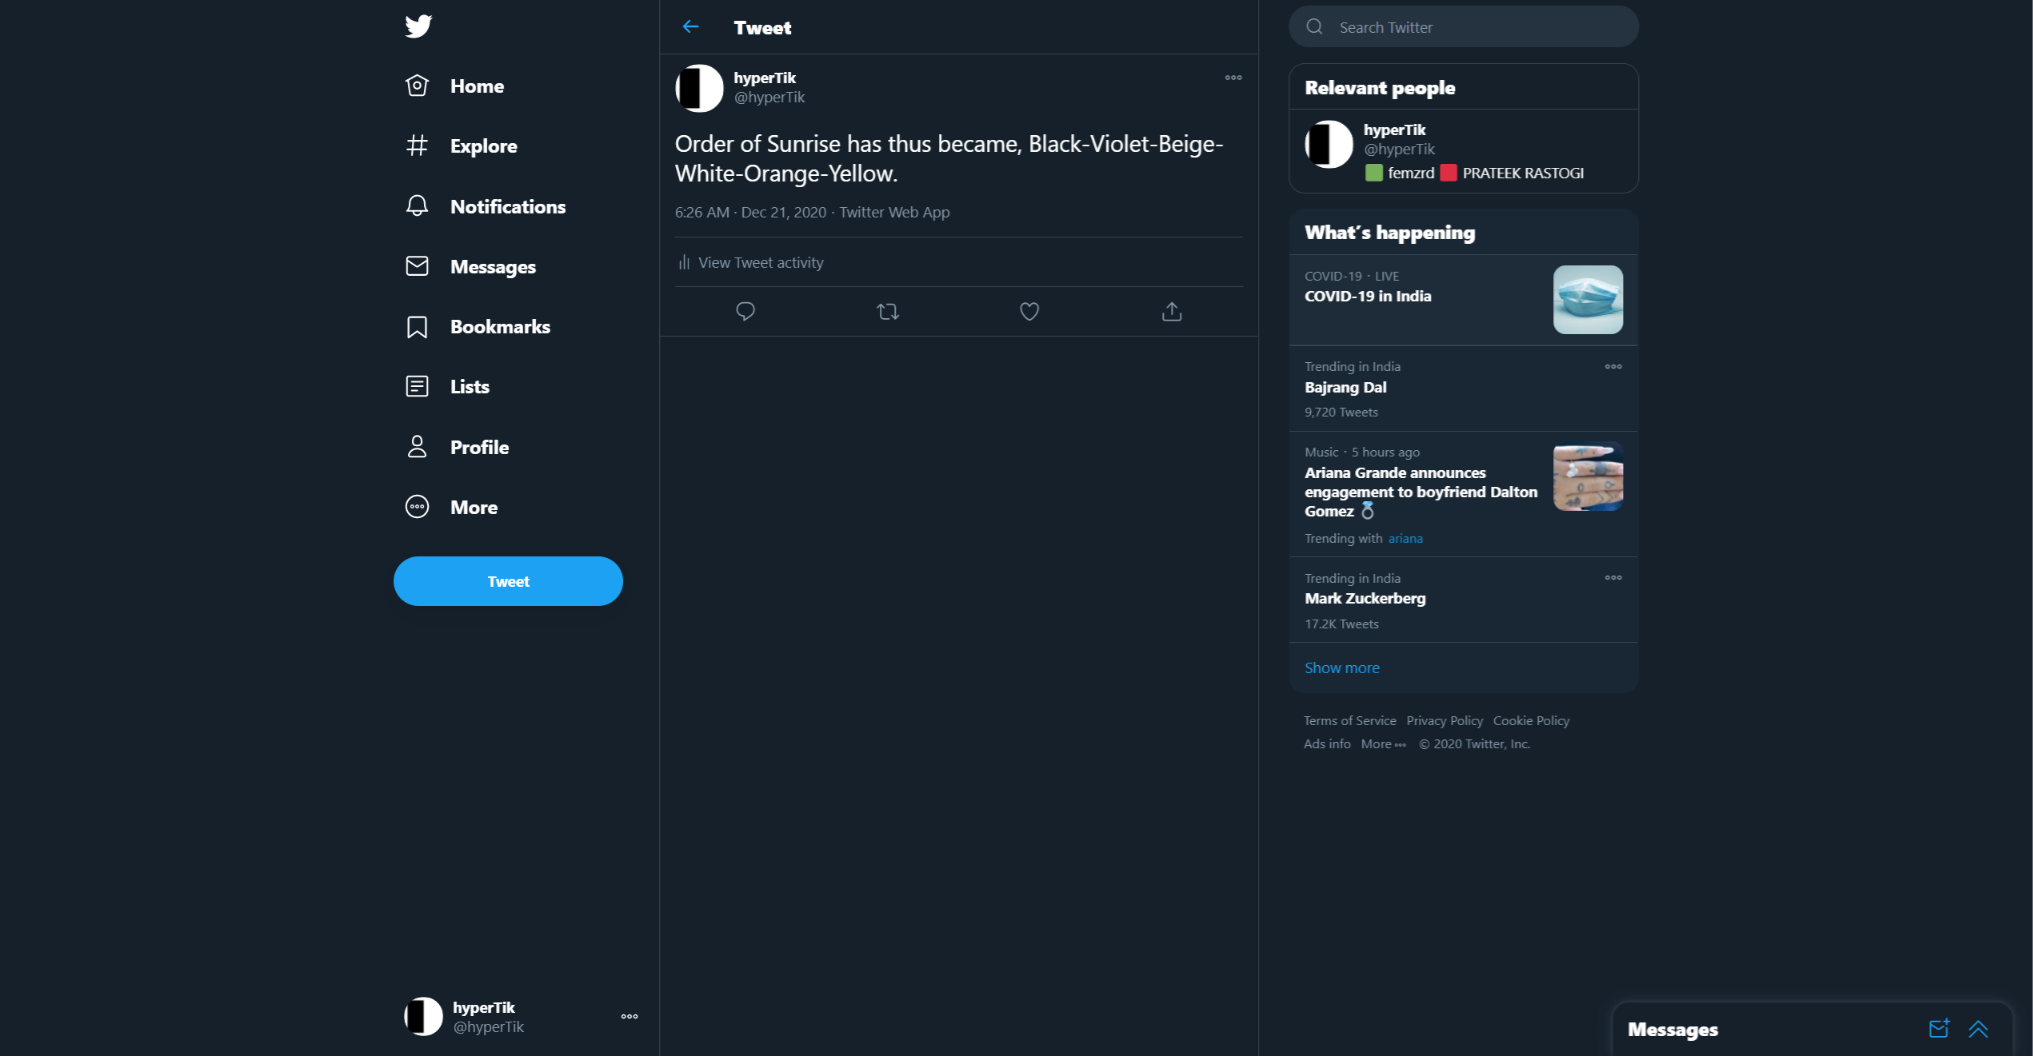 Home
Explore
Notifications
Messages
Bookmarks
Lists
Profile
More
Tweet
hyperTik
@hyperTik
Tweet
hyperTik
@hyperTik
Order of Sunrise has thus became, Black-Violet-Beige-
White-Orange-Yellow.
6:26 AM · Dec 21, 2020 · Twitter Web App
View Tweet activity
Search Twitter
Relevant people
hyperTik
@hyperTik
🟩 femzrd 🟥 PRATEEK RASTOGI
What's happening
COVID-19 · LIVE
COVID-19 in India
Trending in India
Bajrang Dal
9,720 Tweets
Music · 5 hours ago
Ariana Grande announces
engagement to boyfriend Dalton
Gomez 💍
Trending with ariana
Trending in India
Mark Zuckerberg
17.2K Tweets
Show more
Terms of Service Privacy Policy Cookie Policy
Ads info More ••• © 2020 Twitter, Inc.
Messages